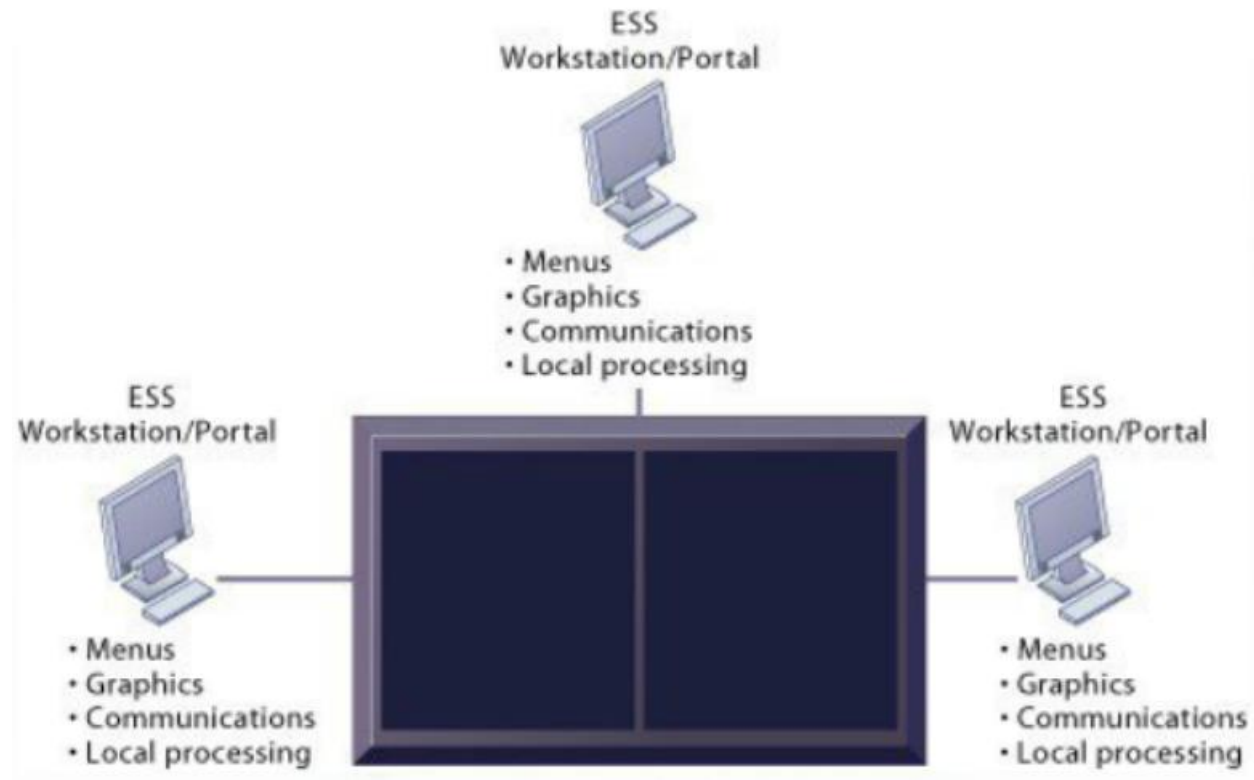 ESS
Workstation/Portal
• Menus
• Graphics
• Communications
• Local processing
ESS
Workstation/Portal
• Menus
• Graphics
• Communications
• Local processing
ESS
Workstation/Portal
• Menus
• Graphics
• Communications
• Local processing